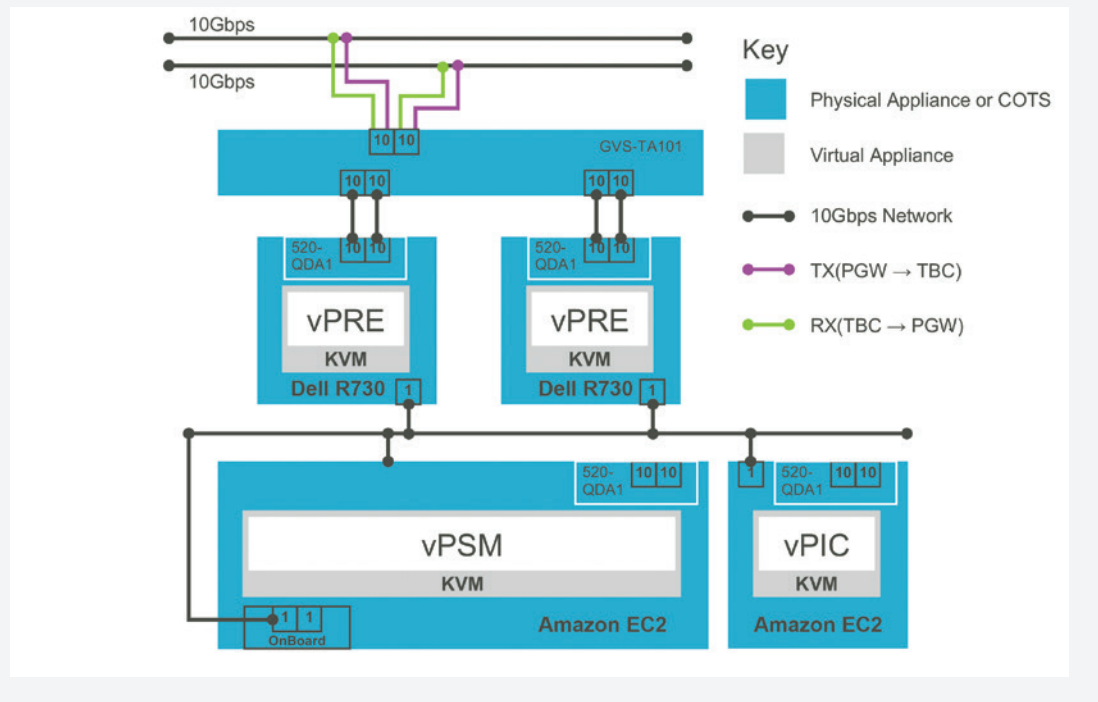 10Gbps
10Gbps
Key
Physical Appliance or COTS
Virtual Appliance
10Gbps Network
TX(PGW → TBC)
RX(TBC → PGW)
10 10
GVS-TA101
10 10
10 10
520-
QDA1
10 10
520-
QDA1
10 10
vPRE
KVM
Dell R730
1
vPRE
KVM
Dell R730
1
520-
QDA1
10 10
vPSM
KVM
Amazon EC2
1 1
OnBoard
1
520-
QDA1
10 10
vPIC
KVM
Amazon EC2